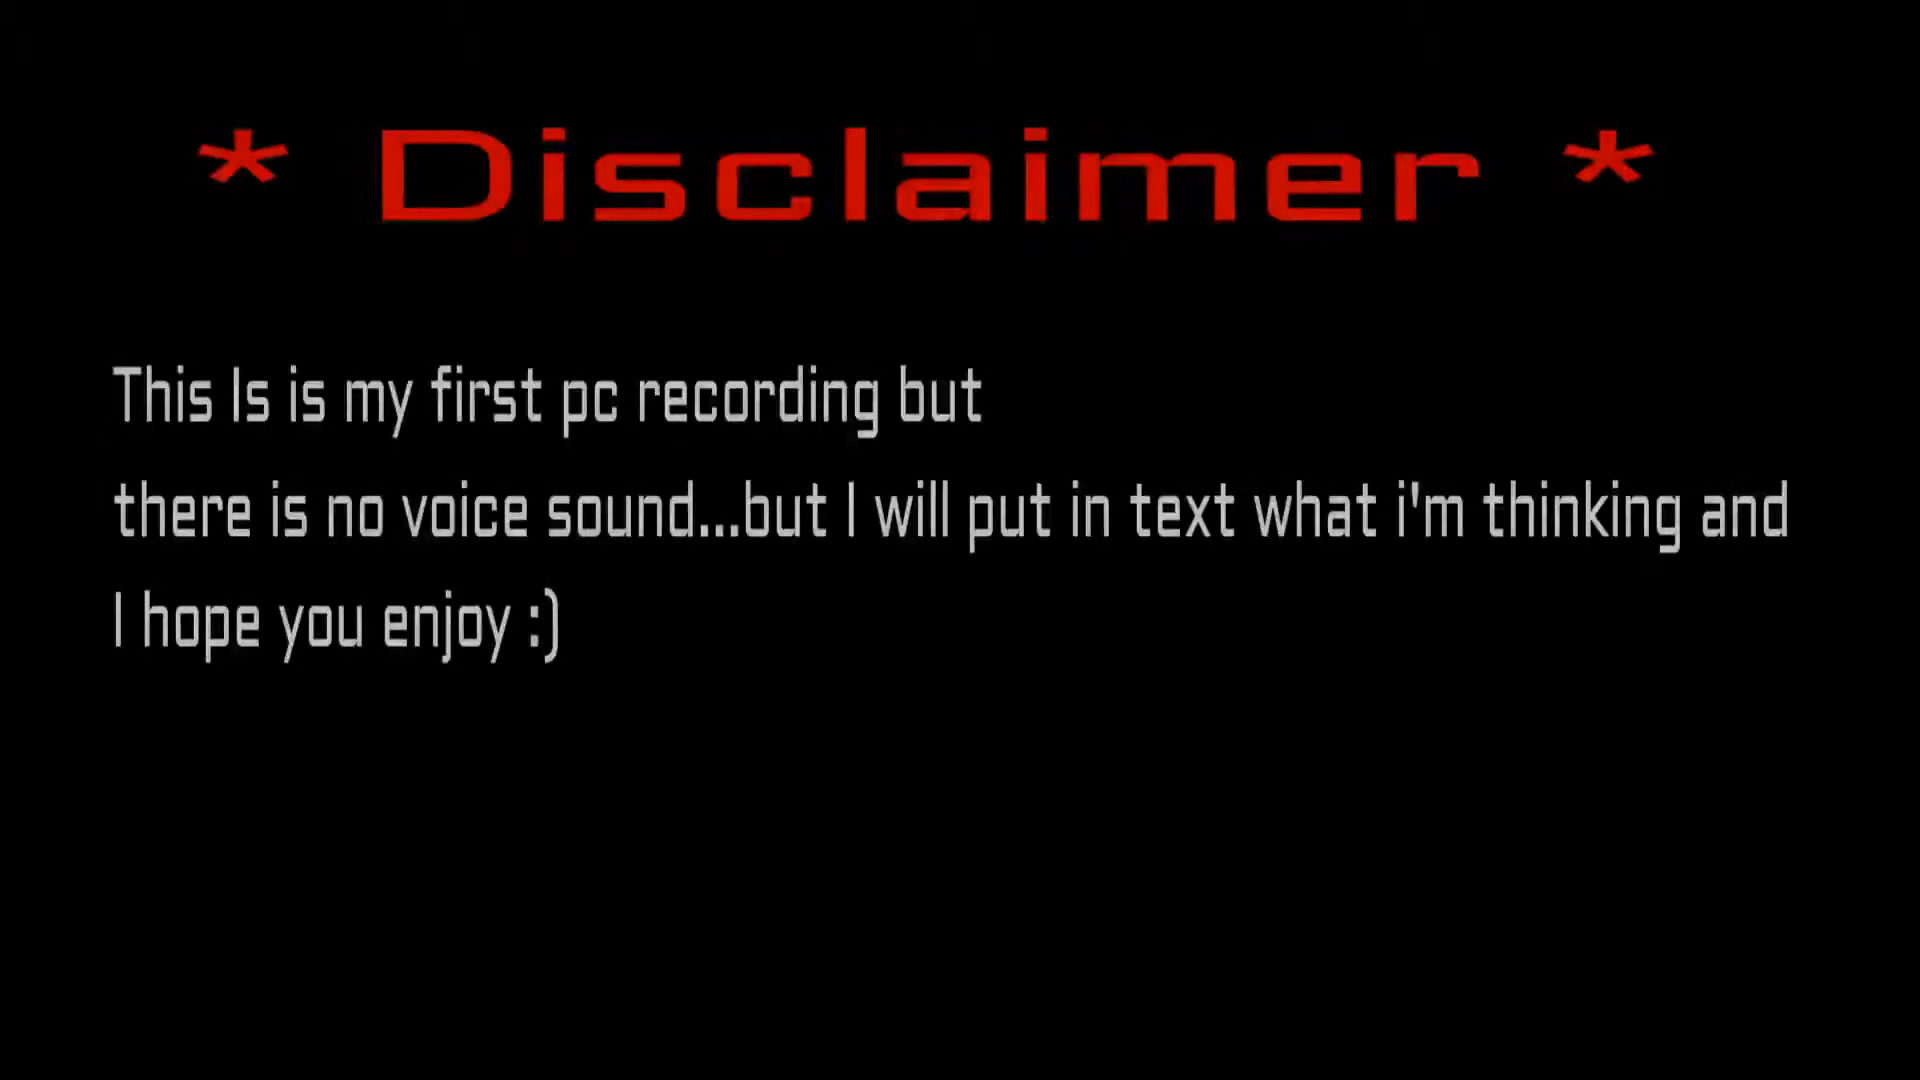 * Disclaimer *
This Is is my first pc recording but
there is no voice sound...but I will put in text what i'm thinking and
I hope you enjoy :)